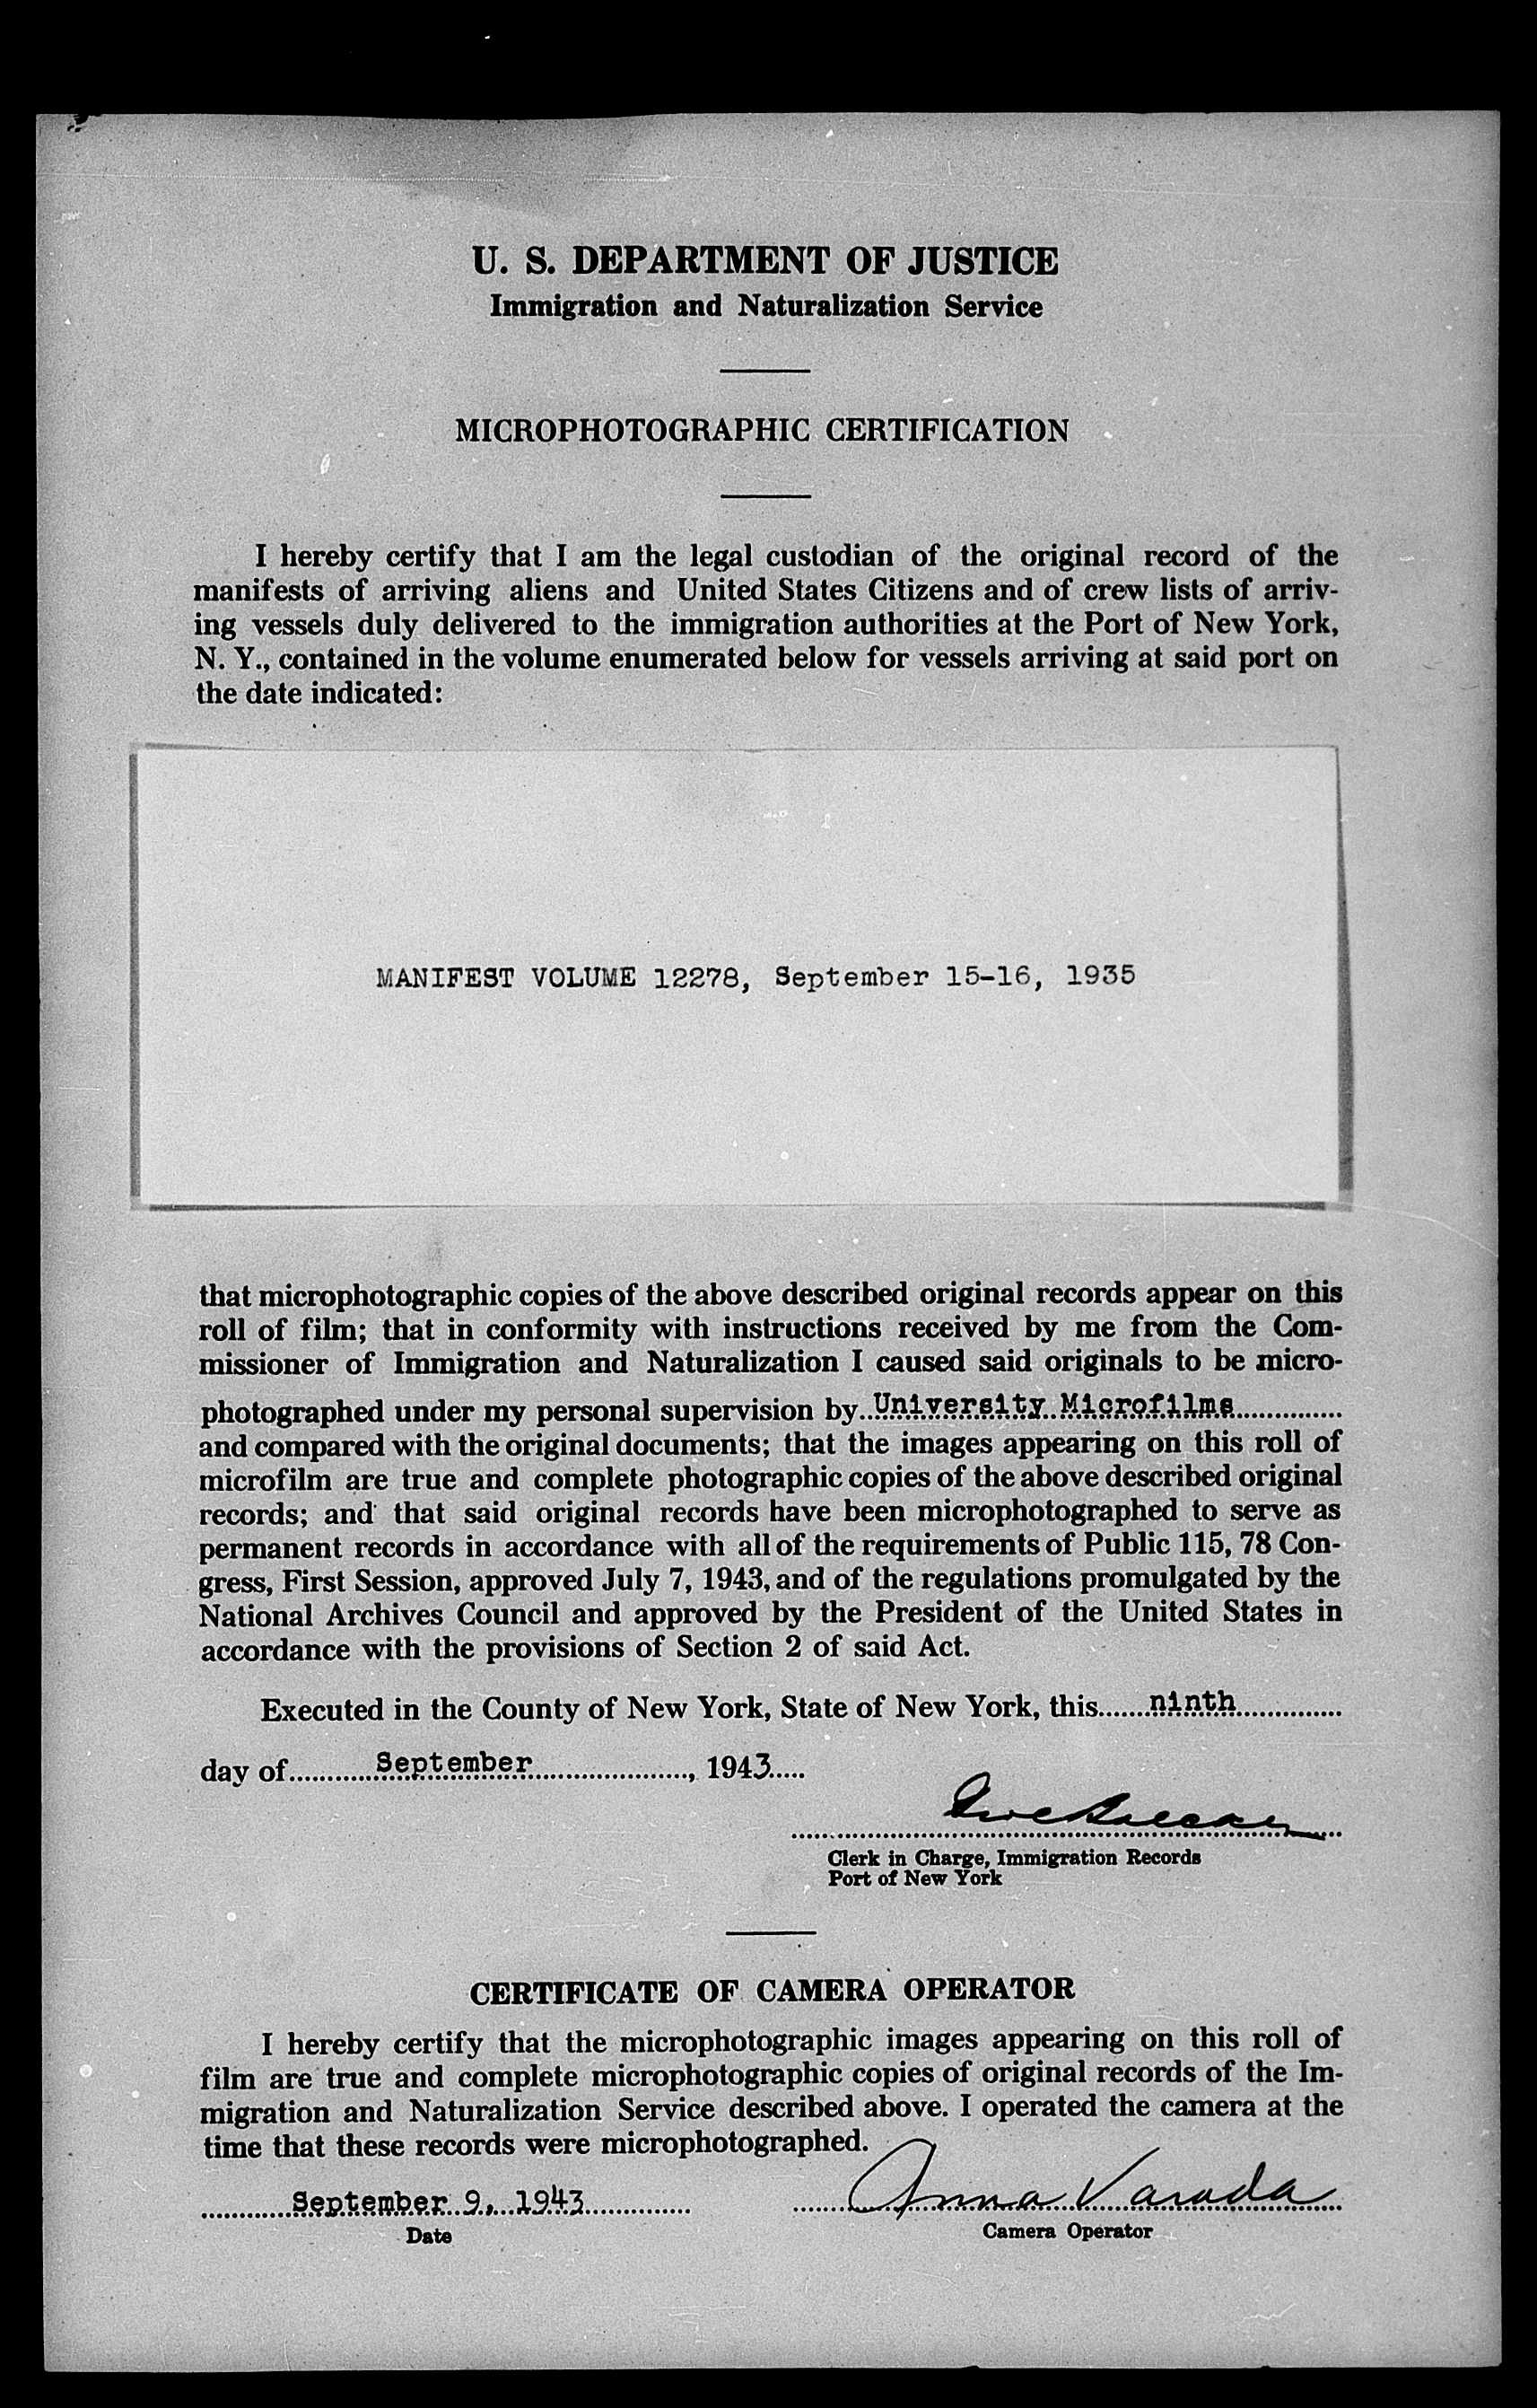 U. S. DEPARTMENT OF JUSTICE
Immigration and Naturalization Service
MICROPHOTOGRAPHIC CERTIFICATION
I hereby certify that I am the legal custodian of the original record of the
manifests of arriving aliens and United States Citizens and of crew lists of arriv-
ing vessels duly delivered to the immigration authorities at the Port of New York,
N. Y., contained in the volume enumerated below for vessels arriving at said port on
the date indicated:
MANIFEST VOLUME 12278, September 15-16, 1935
that microphotographic copies of the above described original records appear on this
roll of film; that in conformity with instructions received by me from the Com-
missioner of Immigration and Naturalization I caused said originals to be micro-
photographed under my personal supervision by University Microfilms
and compared with the original documents; that the images appearing on this roll of
microfilm are true and complete photographic copies of the above described original
records; and that said original records have been microphotographed to serve as
permanent records in accordance with all of the requirements of Public 115, 78 Con-
gress, First Session, approved July 7, 1943, and of the regulations promulgated by the
National Archives Council and approved by the President of the United States in
accordance with the provisions of Section 2 of said Act.
Executed in the County of New York, State of New York, this ninth
day of September, 1943
Clerk in Charge, Immigration Records
Port of New York
CERTIFICATE OF CAMERA OPERATOR
I hereby certify that the microphotographic images appearing on this roll of
film are true and complete microphotographic copies of original records of the Im-
migration and Naturalization Service described above. I operated the camera at the
time that these records were microphotographed.
September 9, 1943 Anna Varada
Date Camera Operator